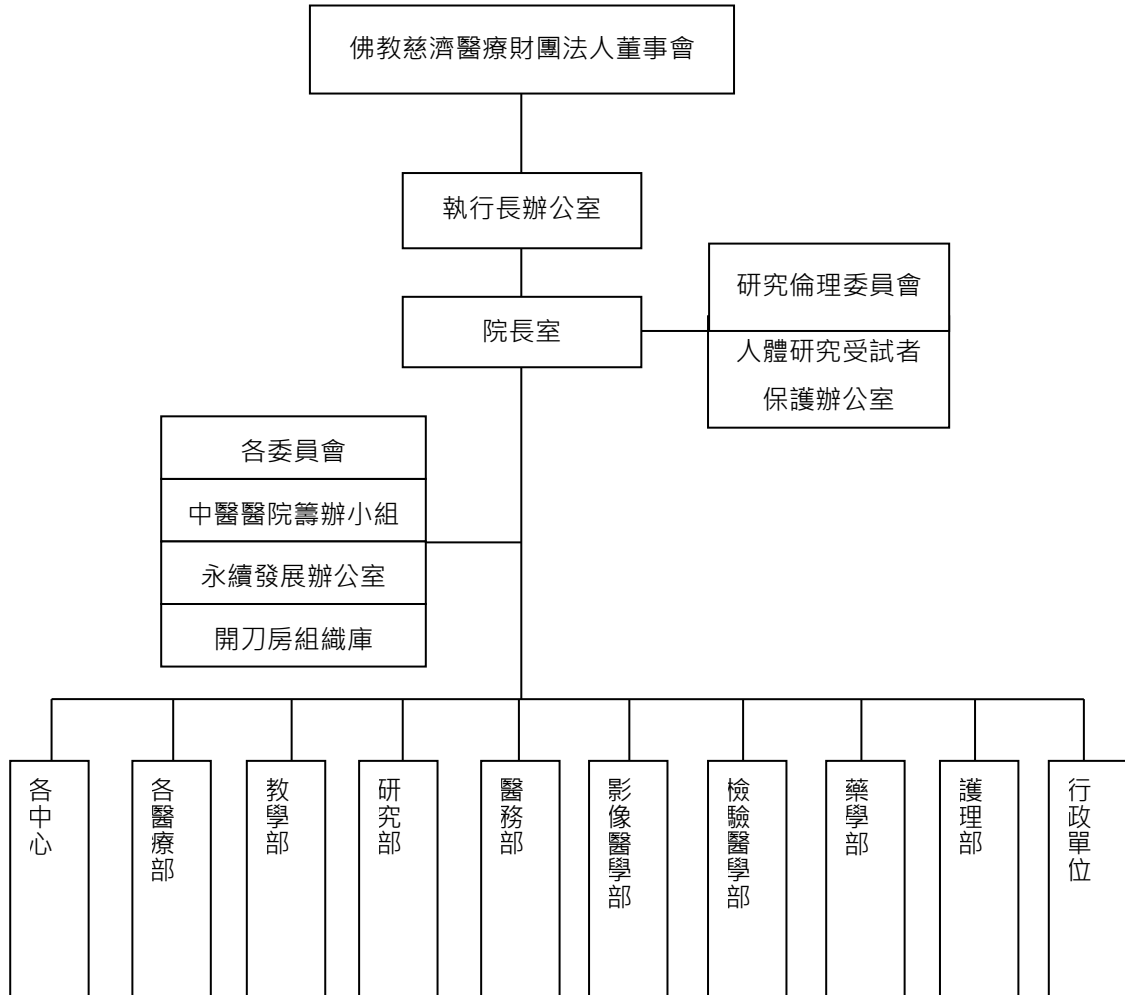 佛教慈濟醫療財團法人董事會
執行長辦公室
院長室
研究倫理委員會
人體研究受試者
保護辦公室
各委員會
中醫醫院籌辦小組
永續發展辦公室
開刀房組織庫
各中心
各醫療部
教學部
研究部
醫務部
影像醫學部
檢驗醫學部
藥學部
護理部
行政單位